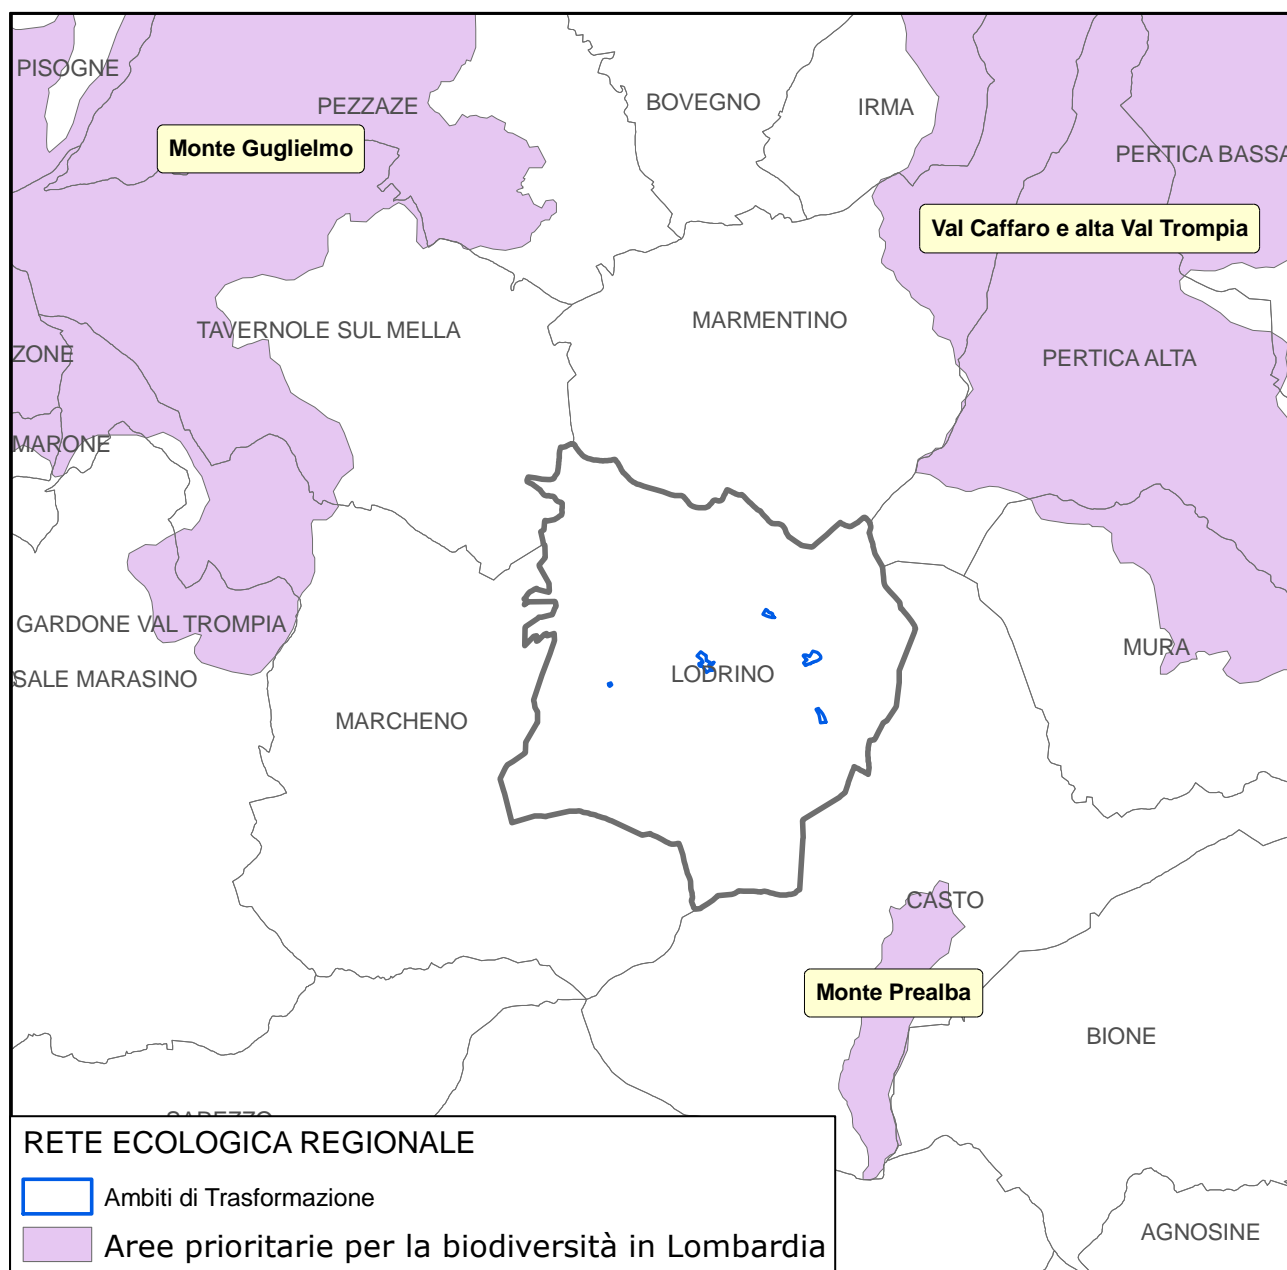 PISOGNE
PEZZAZE
BOVEGNO
IRMA
Monte Guglielmo
PERTICA BASSA
Val Caffaro e alta Val Trompia
TAVERNOLE SUL MELLA
MARMENTINO
ZONE
PERTICA ALTA
MARONE
GARDONE VAL TROMPIA
MURA
SALE MARASINO
LODRINO
MARCHENO
CASTO
Monte Prealba
BIONE
RETE ECOLOGICA REGIONALE
Ambiti di Trasformazione
Aree prioritarie per la biodiversità in Lombardia
AGNOSINE